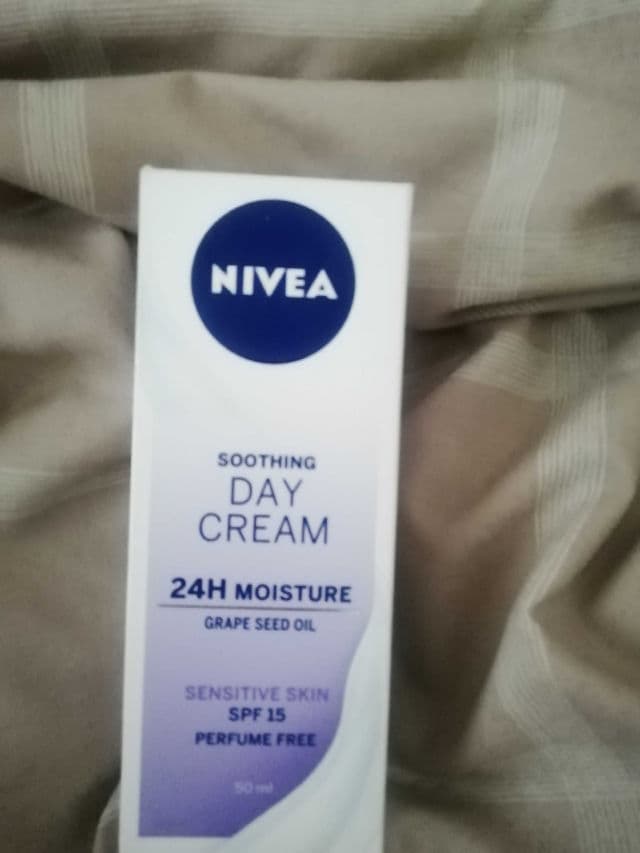 NIVEA
SOOTHING
DAY
CREAM
24H MOISTURE
GRAPE SEED OIL
SENSITIVE SKIN
SPF 15
PERFUME FREE
50 ml